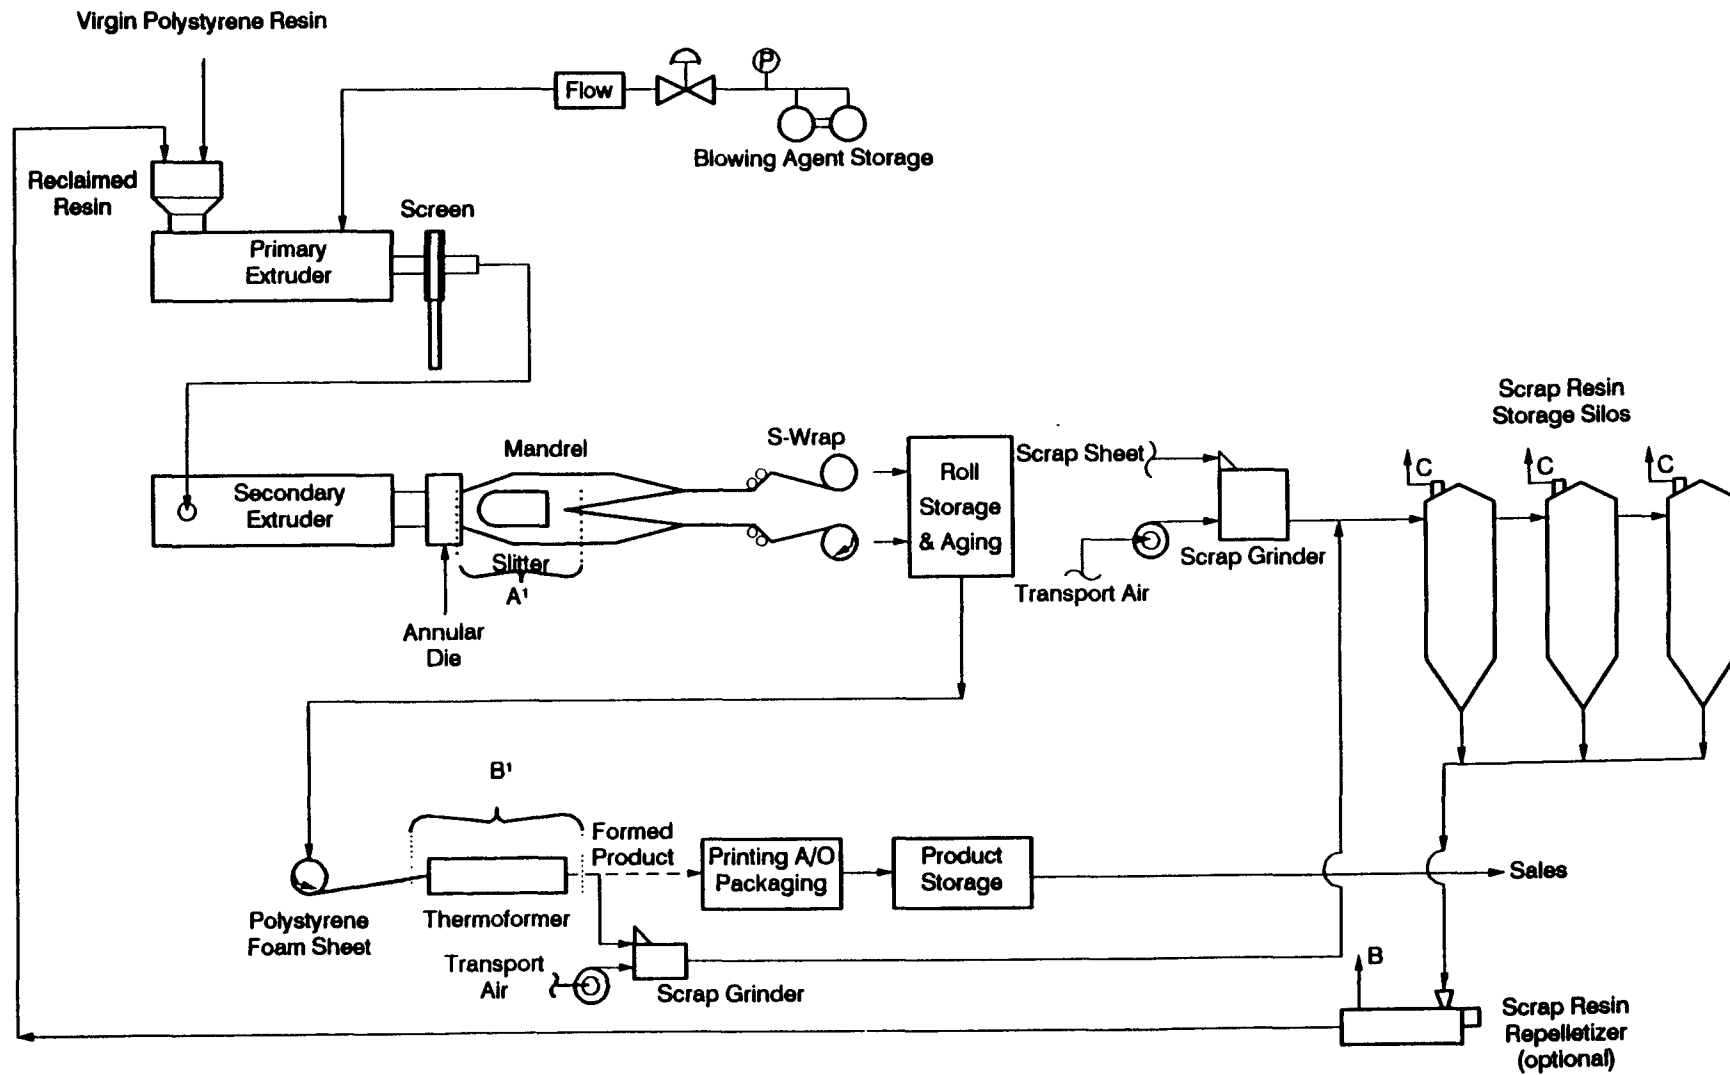 Virgin Polystyrene Resin
P
Flow
Blowing Agent Storage
Reclaimed
Resin
Screen
Primary
Extruder
Scrap Resin
Storage Silos
Mandrel
S-Wrap
Secondary
Extruder
Slitter
A¹
Annular
Die
Roll
Storage
& Aging
Scrap Sheet
Transport Air
Scrap Grinder
C
C
C
B¹
Formed
Product
Printing A/O
Packaging
Product
Storage
Sales
Polystyrene
Foam Sheet
Thermoformer
Transport
Air
Scrap Grinder
B
Scrap Resin
Repelletizer
(optional)